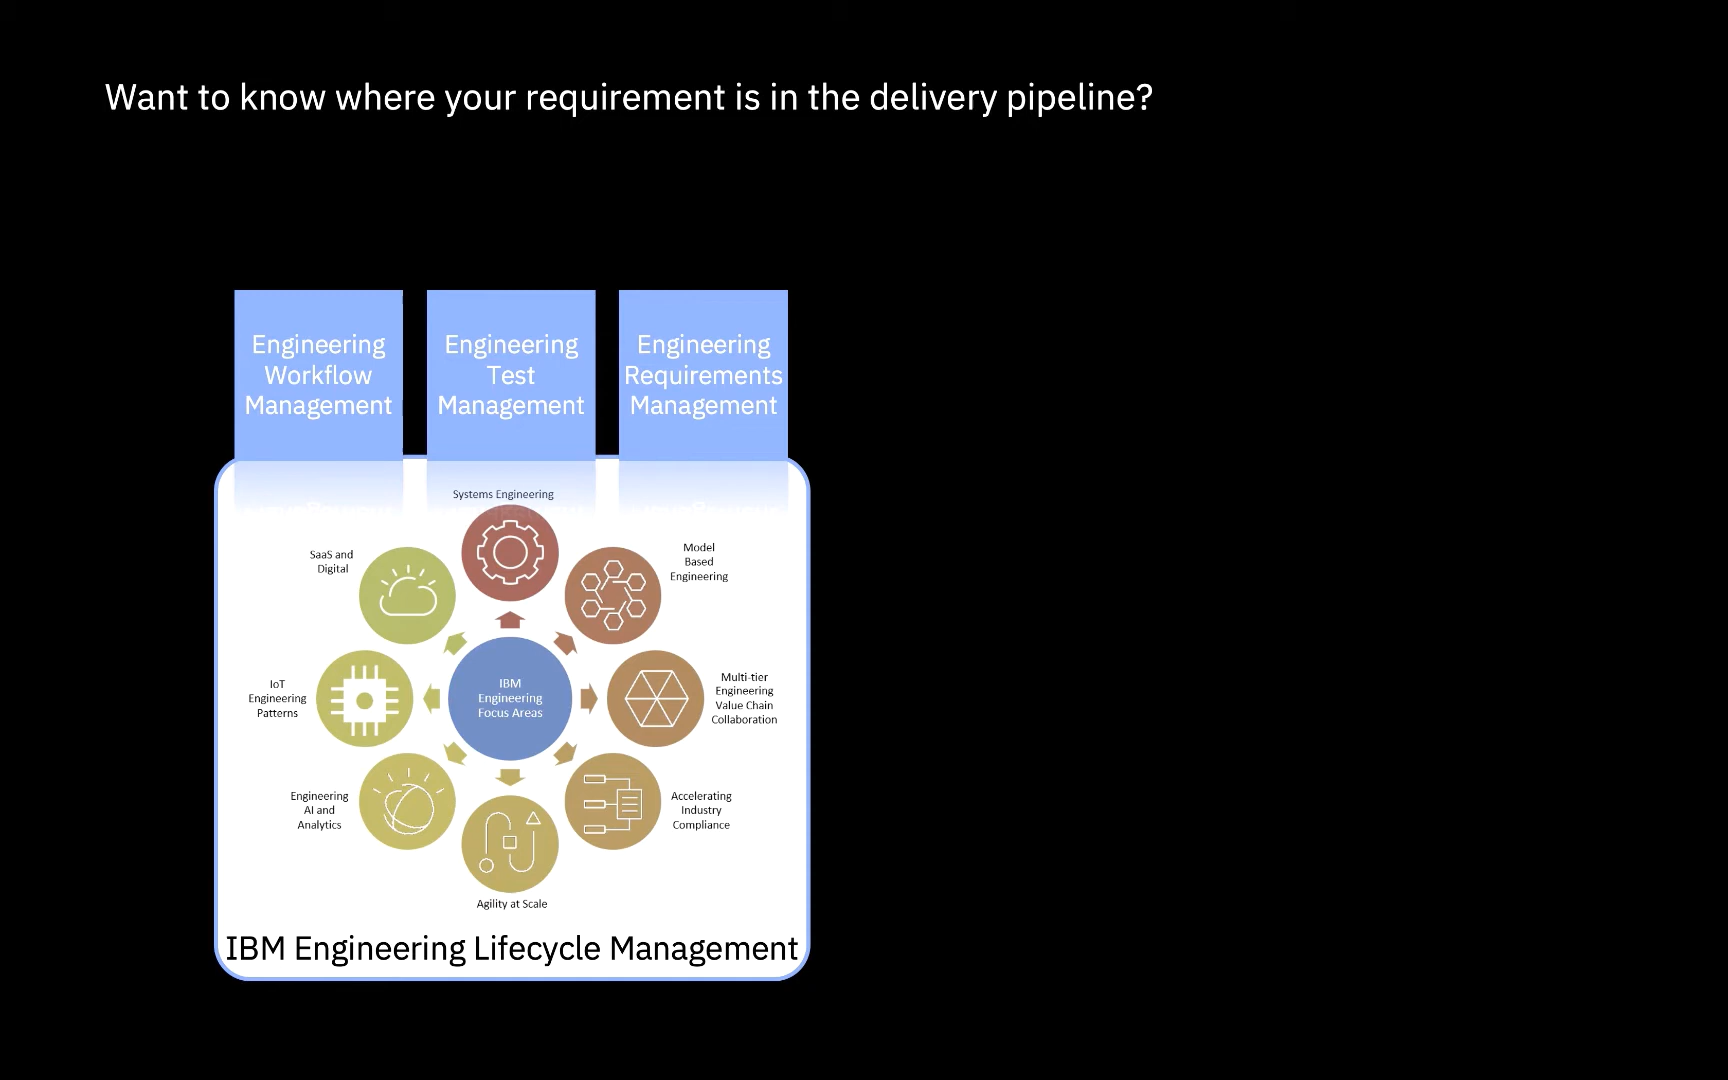 Want to know where your requirement is in the delivery pipeline?
Engineering
Workflow
Management
Engineering
Test
Management
Engineering
Requirements
Management
Systems Engineering
Model
Based
Engineering
SaaS and
Digital
IoT
Engineering
Patterns
IBM
Engineering
Focus Areas
Multi-tier
Engineering
Value Chain
Collaboration
Engineering
AI and
Analytics
Accelerating
Industry
Compliance
Agility at Scale
IBM Engineering Lifecycle Management